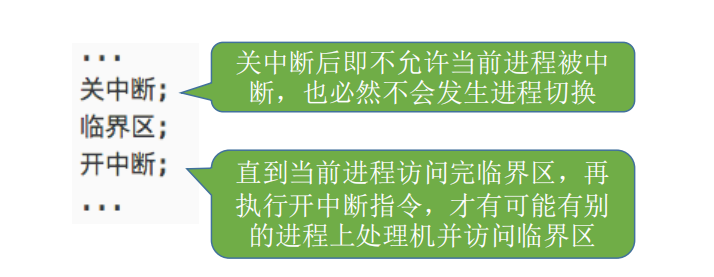 ...
关中断;
临界区;
开中断;
...
关中断后即不允许当前进程被中
断，也必然不会发生进程切换
直到当前进程访问完临界区，再
执行开中断指令，才有可能有别
的进程上处理机并访问临界区